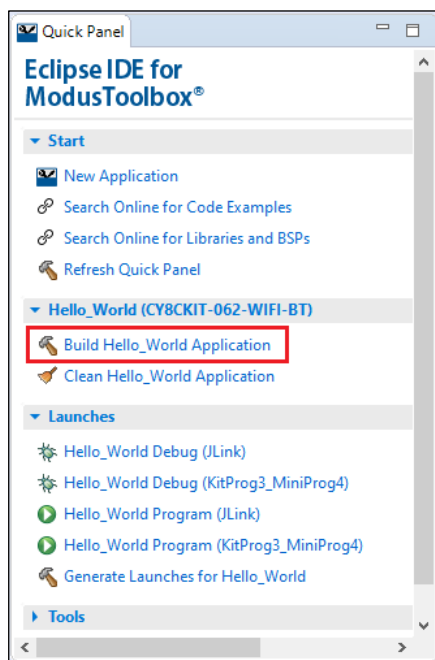 Quick Panel
Eclipse IDE for
ModusToolbox®
Start
New Application
Search Online for Code Examples
Search Online for Libraries and BSPs
Refresh Quick Panel
Hello_World (CY8CKIT-062-WIFI-BT)
Build Hello_World Application
Clean Hello_World Application
Launches
Hello_World Debug (JLink)
Hello_World Debug (KitProg3_MiniProg4)
Hello_World Program (JLink)
Hello_World Program (KitProg3_MiniProg4)
Generate Launches for Hello_World
Tools